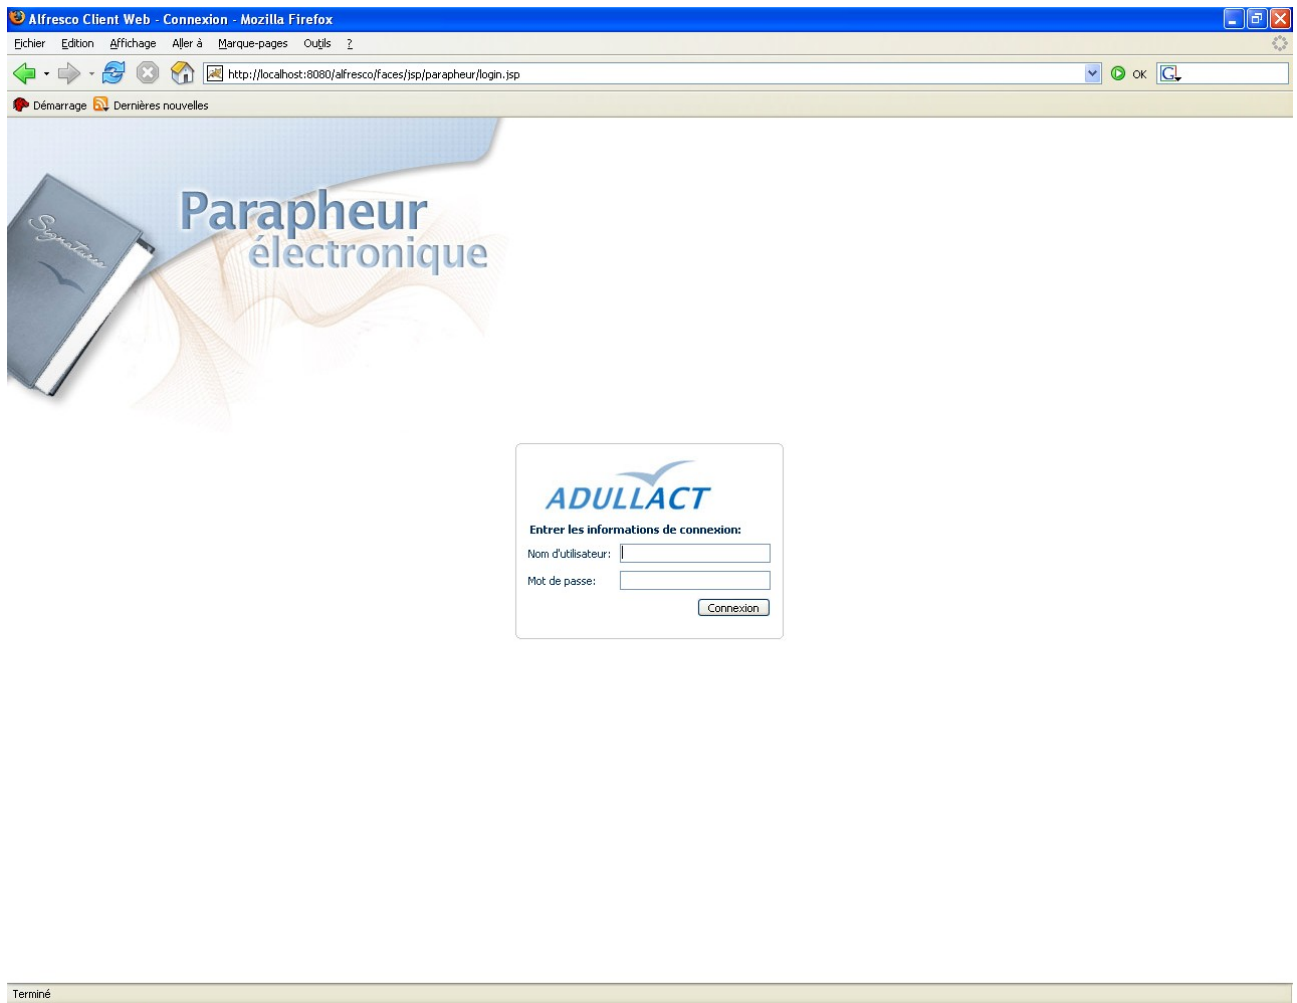 Alfresco Client Web - Connexion - Mozilla Firefox
Fichier Edition Affichage Aller à Marque-pages Outils ?
http://localhost:8080/alfresco/faces/jsp/parapheur/login.jsp OK G
Démarrage Dernières nouvelles
Parapheur
électronique
Signatures
ADULLACT
Entrer les informations de connexion:
Nom d'utilisateur:
Mot de passe:
Connexion
Terminé